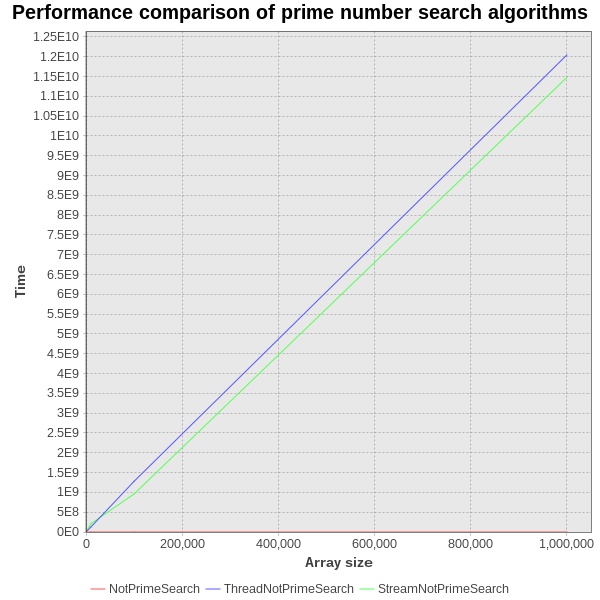 Performance comparison of prime number search algorithms
1.25E10
1.2E10
1.15E10
1.1E10
1.05E10
1E10
9.5E9
9E9
8.5E9
8E9
7.5E9
7E9
6.5E9
6E9
5.5E9
5E9
4.5E9
4E9
3.5E9
3E9
2.5E9
2E9
1.5E9
1E9
5E8
0E0
Time
0 200,000 400,000 600,000 800,000 1,000,000
Array size
NotPrimeSearch ThreadNotPrimeSearch StreamNotPrimeSearch